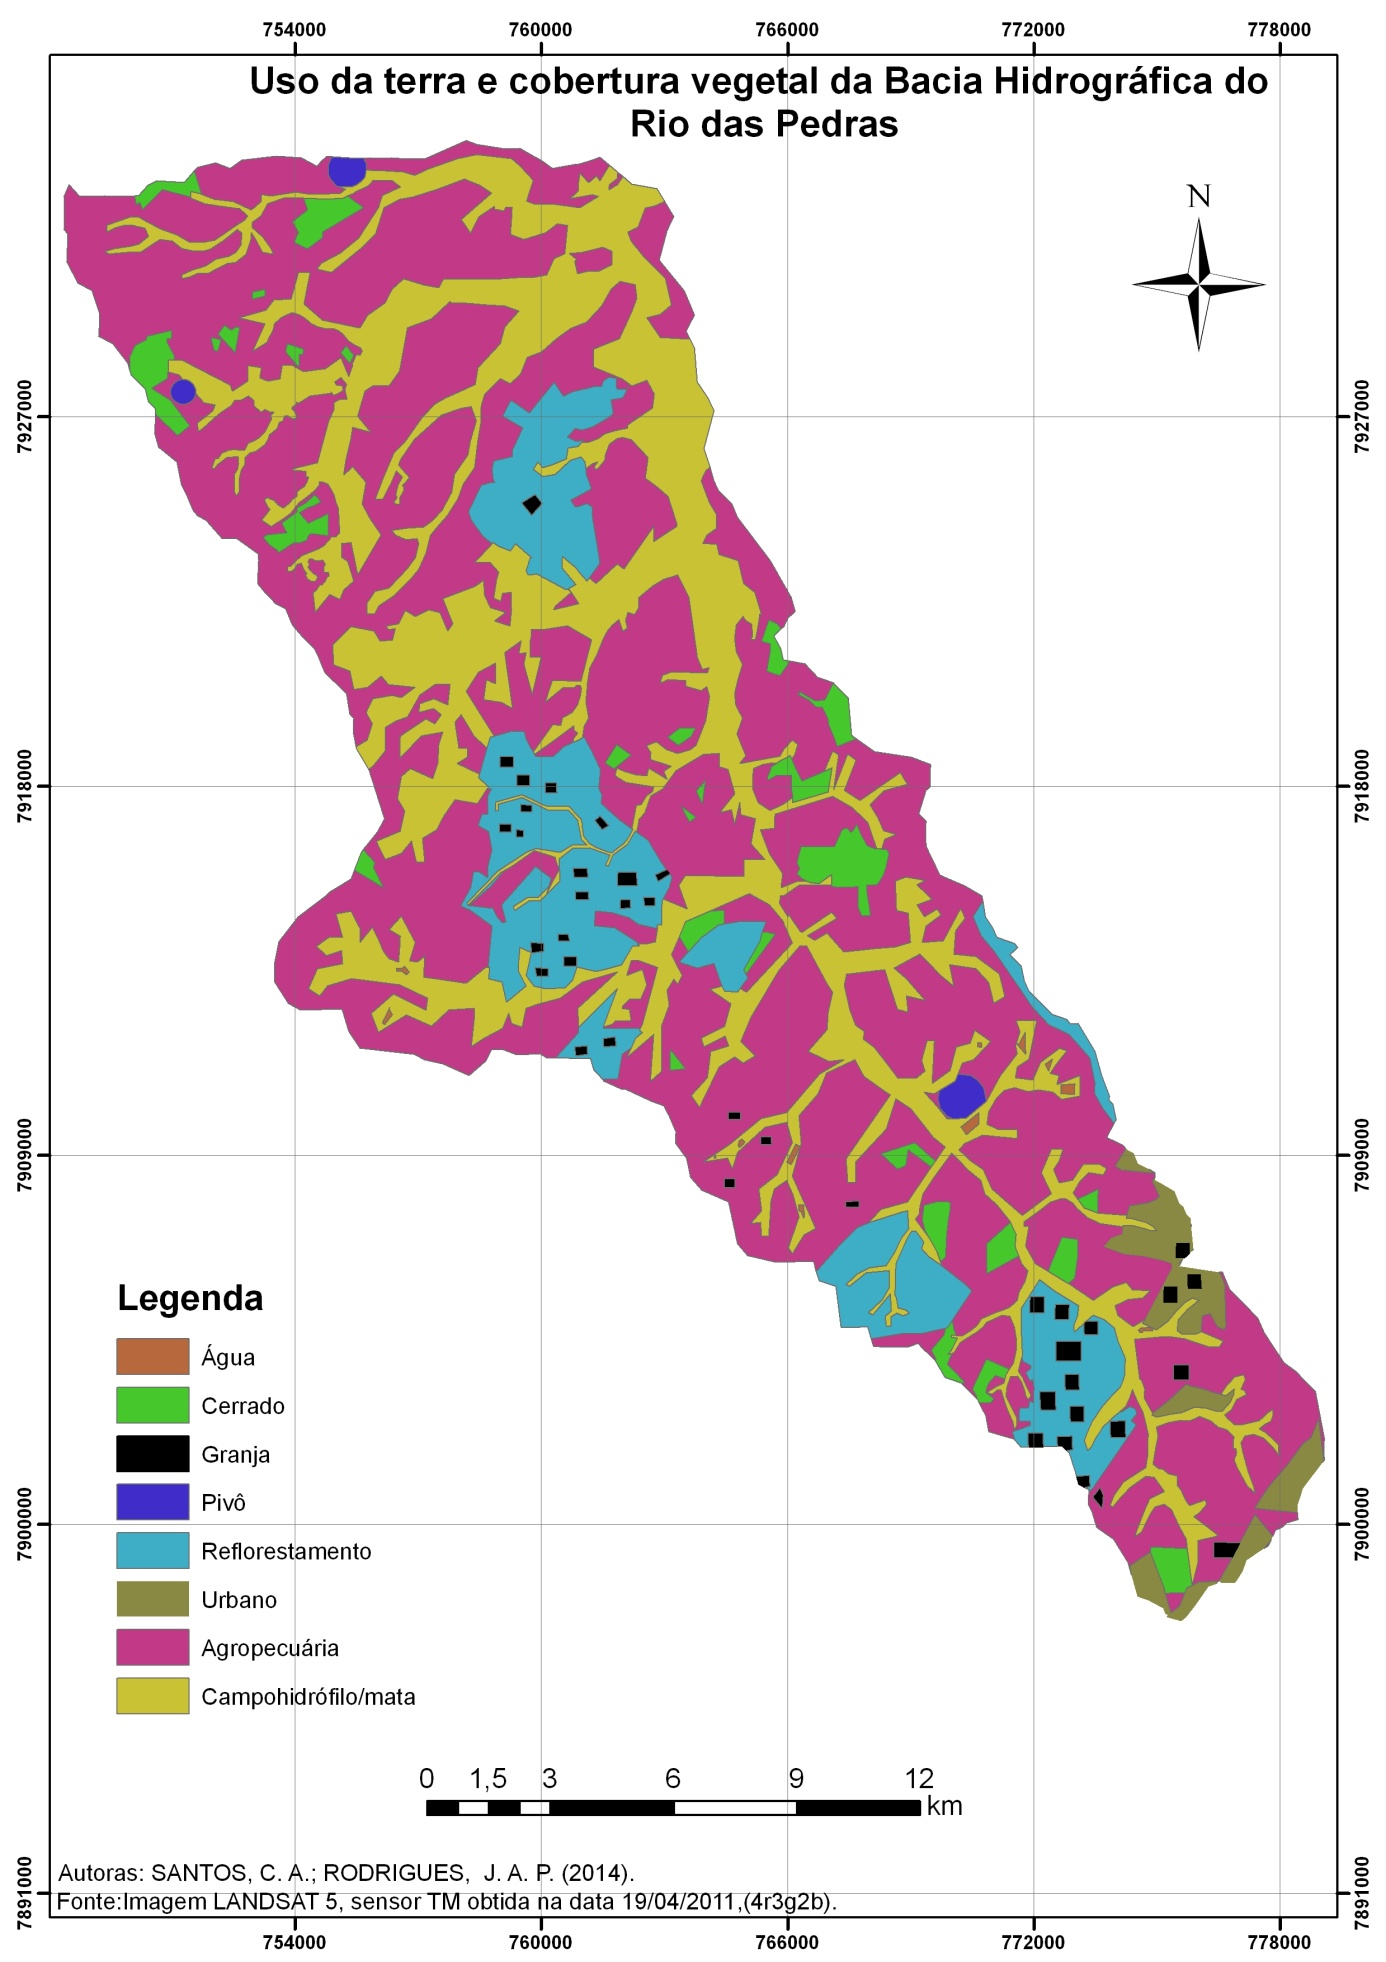 754000 760000 766000 772000 778000
Uso da terra e cobertura vegetal da Bacia Hidrográfica do
Rio das Pedras
N
7927000 7927000
7918000 7918000
7909000 7909000
Legenda
Água
Cerrado
Granja
Pivô
7900000 7900000
Reflorestamento
Urbano
Agropecuária
Campohidrófilo/mata
0 1,5 3 6 9 12
km
Autoras: SANTOS, C. A.; RODRIGUES, J. A. P. (2014).
7891000 7891000
Fonte:Imagem LANDSAT 5, sensor TM obtida na data 19/04/2011,(4r3g2b).
754000 760000 766000 772000 778000